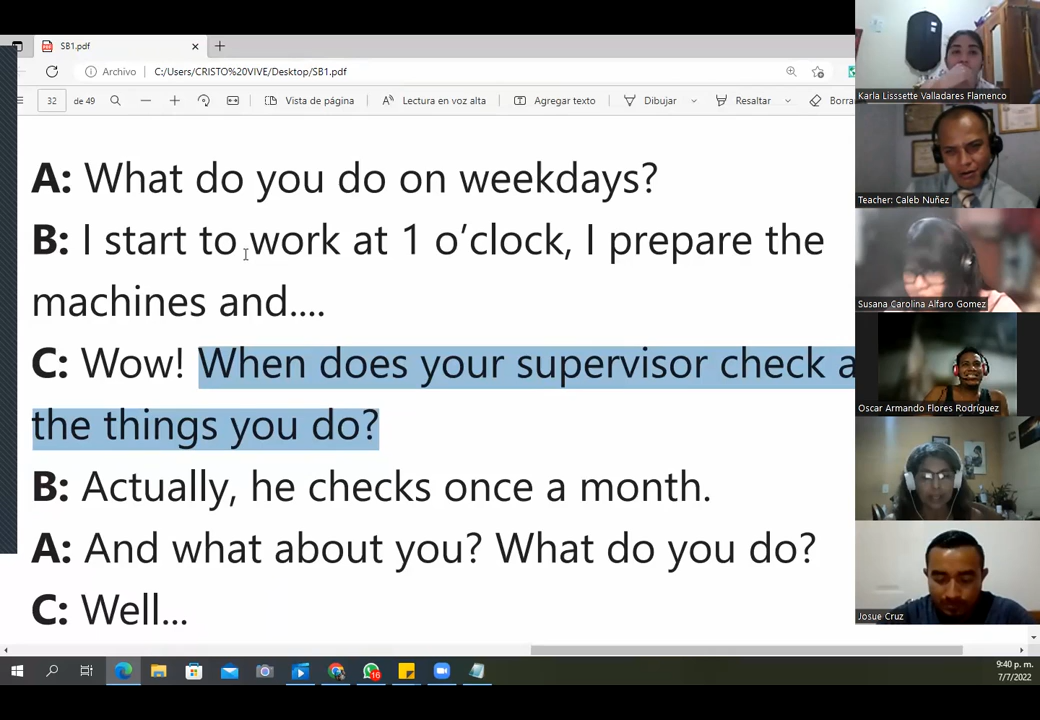 SB1.pdf
Archivo C:/Users/CRISTO%20VIVE/Desktop/SB1.pdf
32 de 49 Vista de página Lectura en voz alta Agregar texto Dibujar Resaltar Borra
A: What do you do on weekdays?
B: I start to work at 1 o'clock, I prepare the
machines and....
C: Wow! When does your supervisor check a
the things you do?
B: Actually, he checks once a month.
A: And what about you? What do you do?
C: Well...
Karla Lisssette Valladares Flamenco
Teacher: Caleb Nuñez
Susana Carolina Alfaro Gomez
Oscar Armando Flores Rodríguez
Josue Cruz
16
9:40 p. m.
7/7/2022